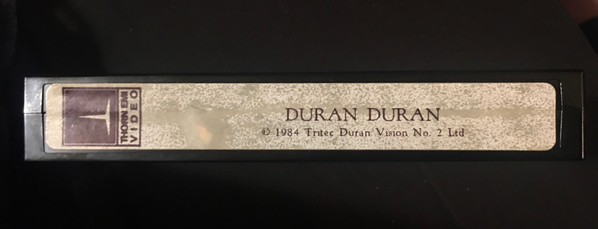 THORN EMI
VIDEO
DURAN DURAN
© 1984 Tritec Duran Vision No. 2 Ltd